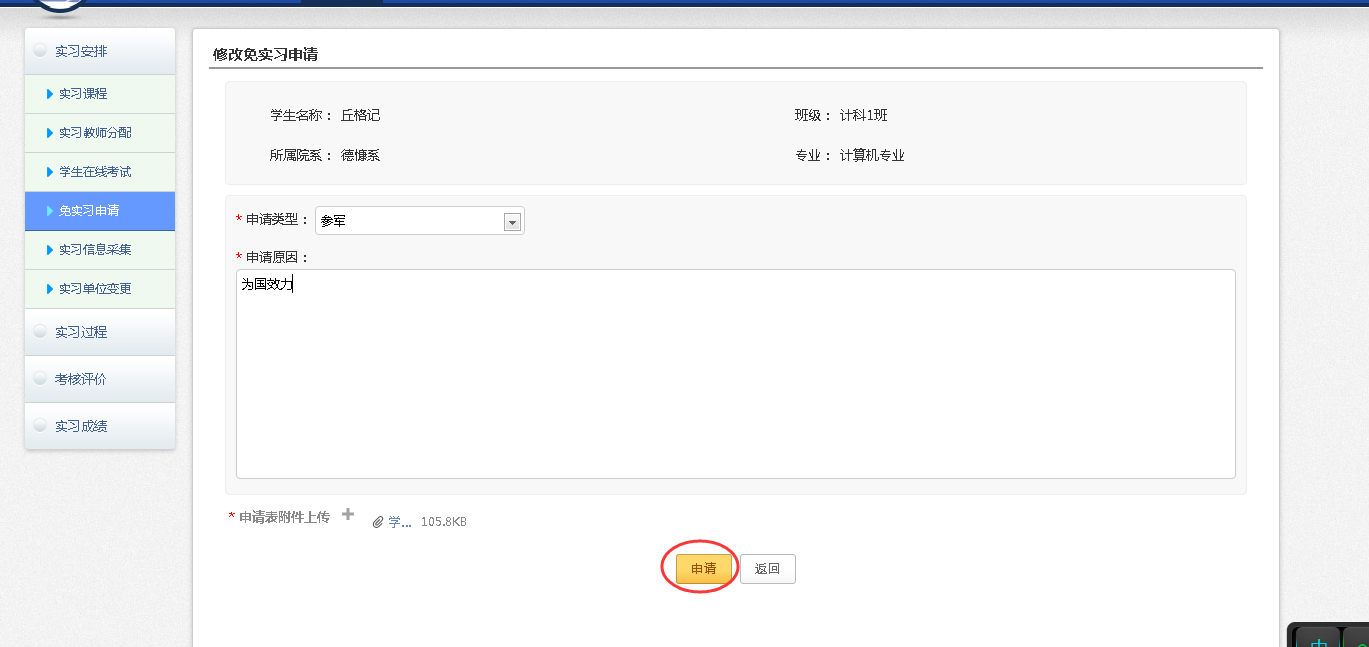 实习安排
实习课程
实习教师分配
学生在线考试
免实习申请
实习信息采集
实习单位变更
实习过程
考核评价
实习成绩
修改免实习申请
学生名称： 丘格记
班级： 计科1班
所属院系： 德慷系
专业： 计算机专业
* 申请类型： 参军
* 申请原因：
为国效力
* 申请表附件上传 学... 105.8KB
申请 返回